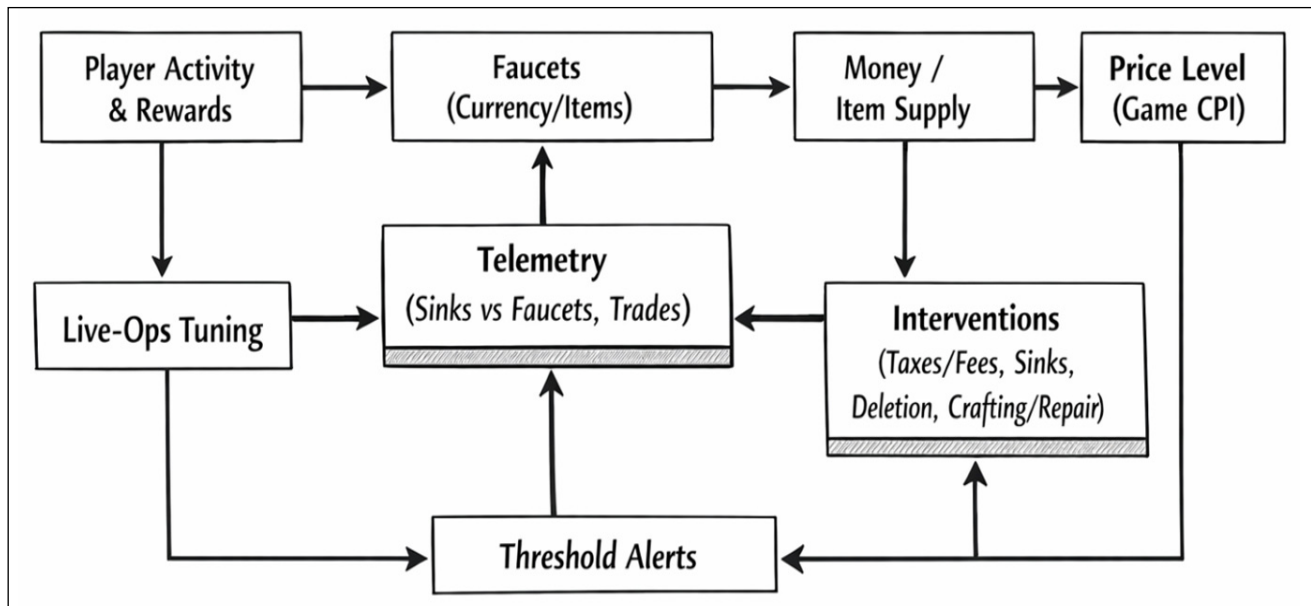 Player Activity
& Rewards
Faucets
(Currency/Items)
Money /
Item Supply
Price Level
(Game CPI)
Telemetry
(Sinks vs Faucets, Trades)
Live-Ops Tuning
Interventions
(Taxes/Fees, Sinks,
Deletion, Crafting/Repair)
Threshold Alerts